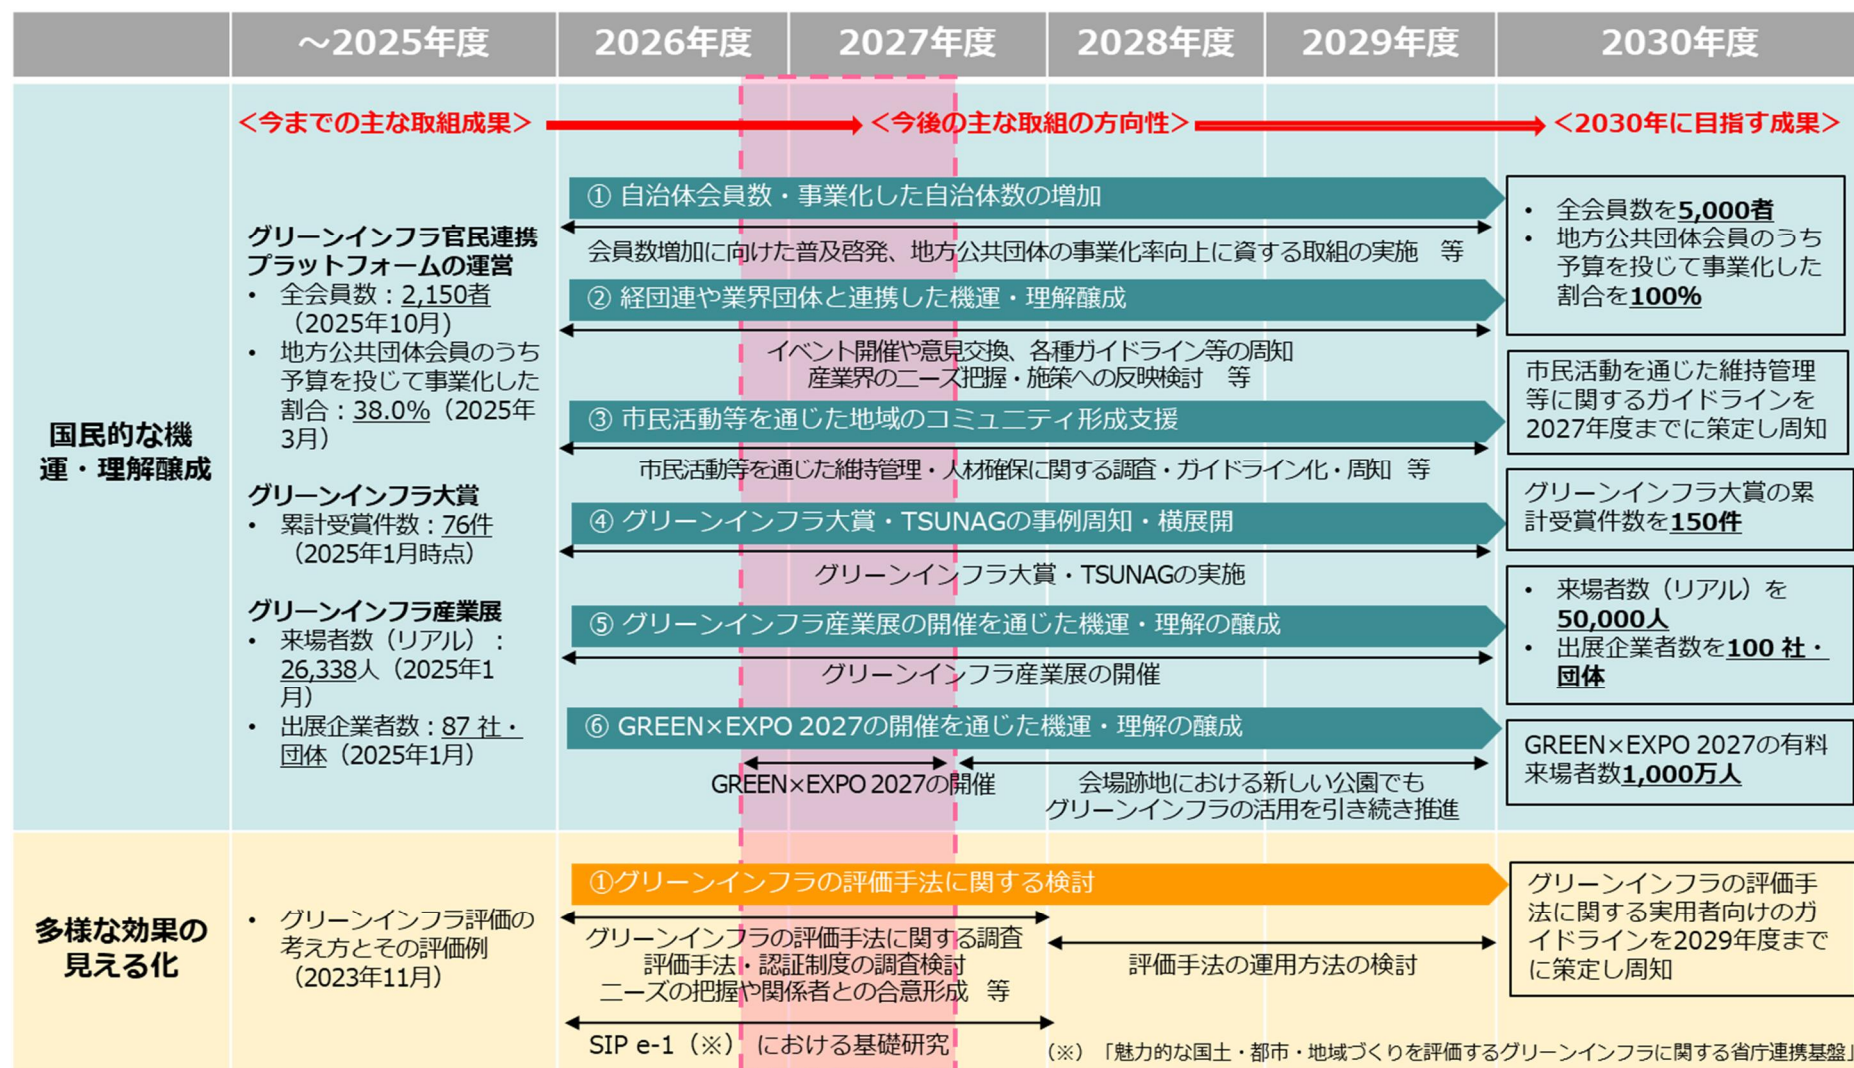 ～2025年度
2026年度
2027年度
2028年度
2029年度
2030年度
国民的な機
運・理解醸成
＜今までの主な取組成果＞
＜今後の主な取組の方向性＞
＜2030年に目指す成果＞
グリーンインフラ官民連携
プラットフォームの運営
• 全会員数：2,150者
（2025年10月)
• 地方公共団体会員のうち
予算を投じて事業化した
割合：38.0%（2025年
3月）
グリーンインフラ大賞
• 累計受賞件数：76件
（2025年1月時点）
グリーンインフラ産業展
• 来場者数（リアル）：
26,338人（2025年1
月）
• 出展企業者数：87 社・
団体（2025年1月）
① 自治体会員数・事業化した自治体数の増加
会員数増加に向けた普及啓発、地方公共団体の事業化率向上に資する取組の実施 等
② 経団連や業界団体と連携した機運・理解醸成
イベント開催や意見交換、各種ガイドライン等の周知
産業界のニーズ把握・施策への反映検討 等
③ 市民活動等を通じた地域のコミュニティ形成支援
市民活動等を通じた維持管理・人材確保に関する調査・ガイドライン化・周知 等
④ グリーンインフラ大賞・TSUNAGの事例周知・横展開
グリーンインフラ大賞・TSUNAGの実施
⑤ グリーンインフラ産業展の開催を通じた機運・理解の醸成
グリーンインフラ産業展の開催
⑥ GREEN×EXPO 2027の開催を通じた機運・理解の醸成
GREEN×EXPO 2027の開催
会場跡地における新しい公園でも
グリーンインフラの活用を引き続き推進
• 全会員数を5,000者
• 地方公共団体会員のうち
予算を投じて事業化した
割合を100%
市民活動を通じた維持管理
等に関するガイドラインを
2027年度までに策定し周知
グリーンインフラ大賞の累
計受賞件数を150件
• 来場者数（リアル）を
50,000人
• 出展企業者数を100 社・
団体
GREEN×EXPO 2027の有料
来場者数1,000万人
多様な効果の
見える化
• グリーンインフラ評価の
考え方とその評価例
（2023年11月）
①グリーンインフラの評価手法に関する検討
グリーンインフラの評価手法に関する調査
評価手法・認証制度の調査検討
ニーズの把握や関係者との合意形成 等
評価手法の運用方法の検討
SIP e-1（※） における基礎研究
グリーンインフラの評価手
法に関する実用者向けのガ
イドラインを2029年度まで
に策定し周知
（※）「魅力的な国土・都市・地域づくりを評価するグリーンインフラに関する省庁連携基盤」